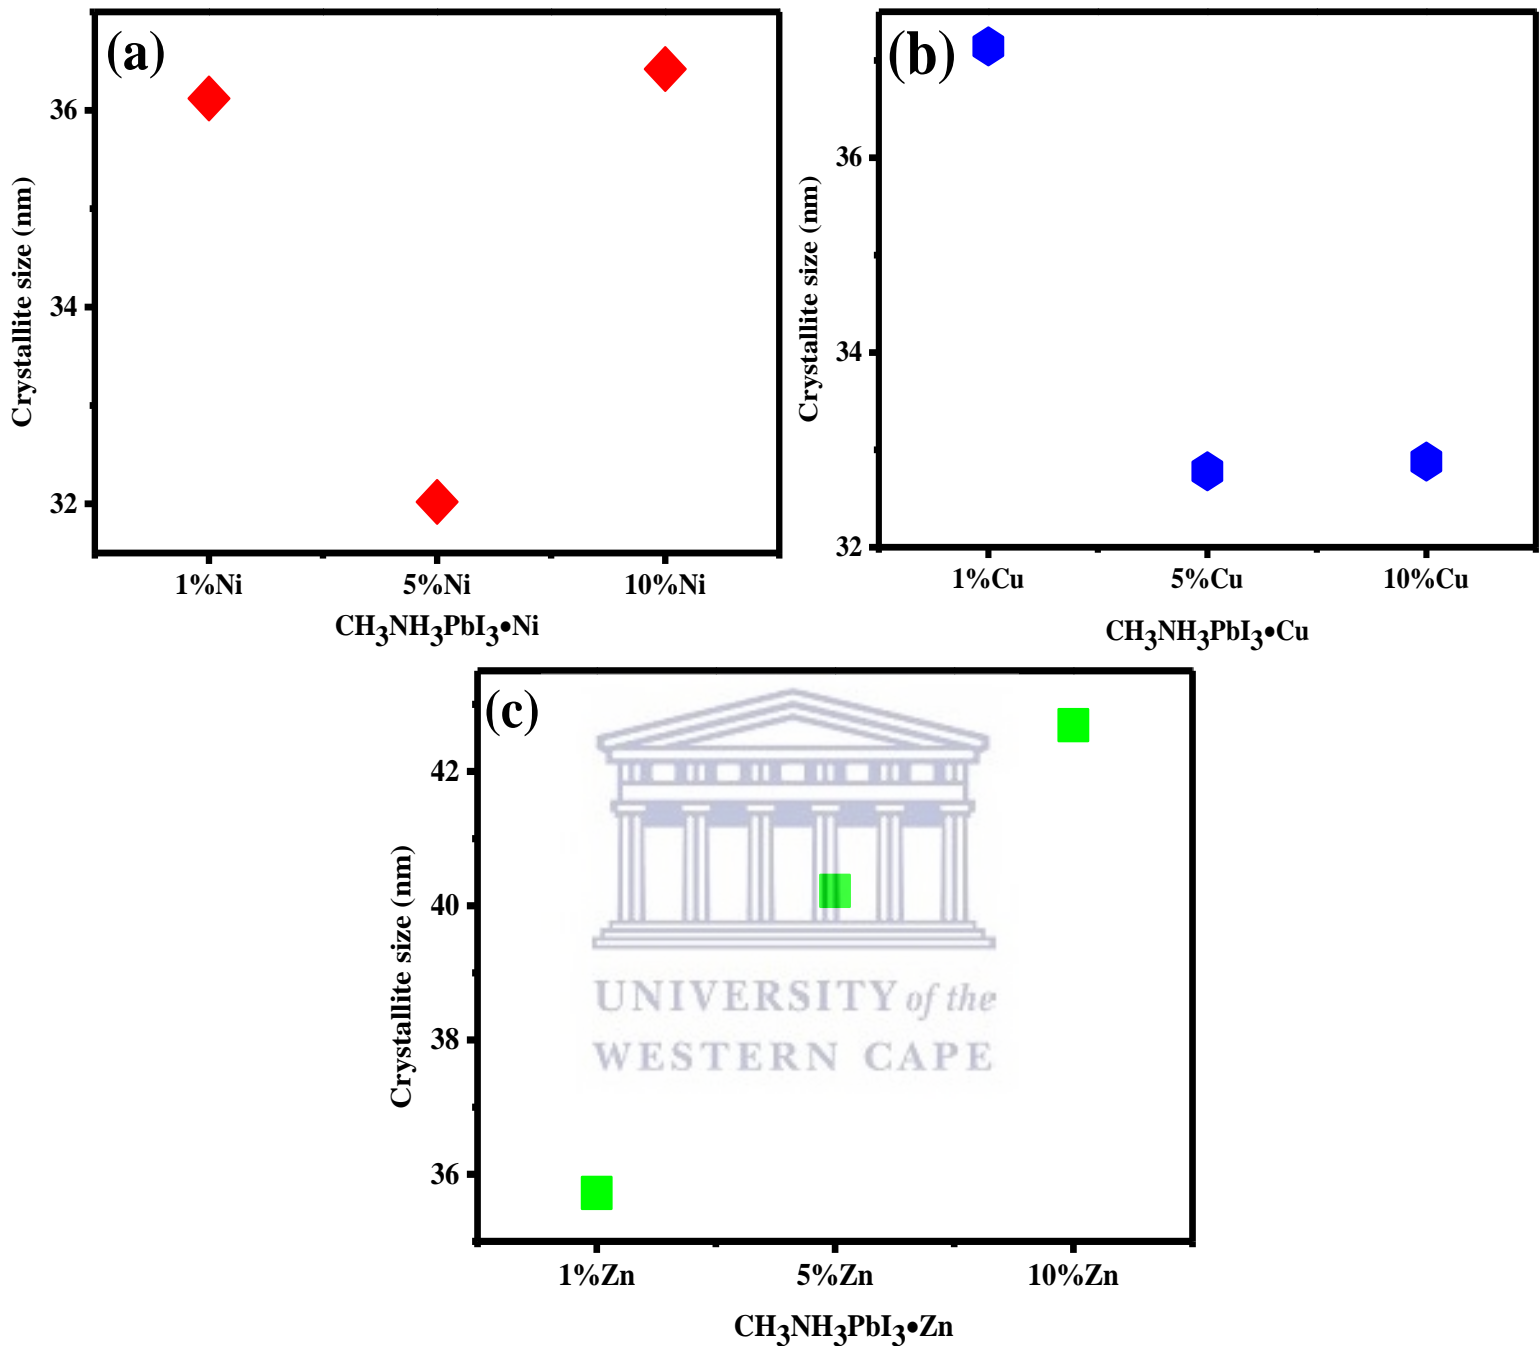 (a)
Crystallite size (nm)
36
34
32
1%Ni 5%Ni 10%Ni
CH₃NH₃PbI₃•Ni
(b)
Crystallite size (nm)
36
34
32
1%Cu 5%Cu 10%Cu
CH₃NH₃PbI₃•Cu
(c)
Crystallite size (nm)
42
40
38
36
UNIVERSITY of the
WESTERN CAPE
1%Zn 5%Zn 10%Zn
CH₃NH₃PbI₃•Zn